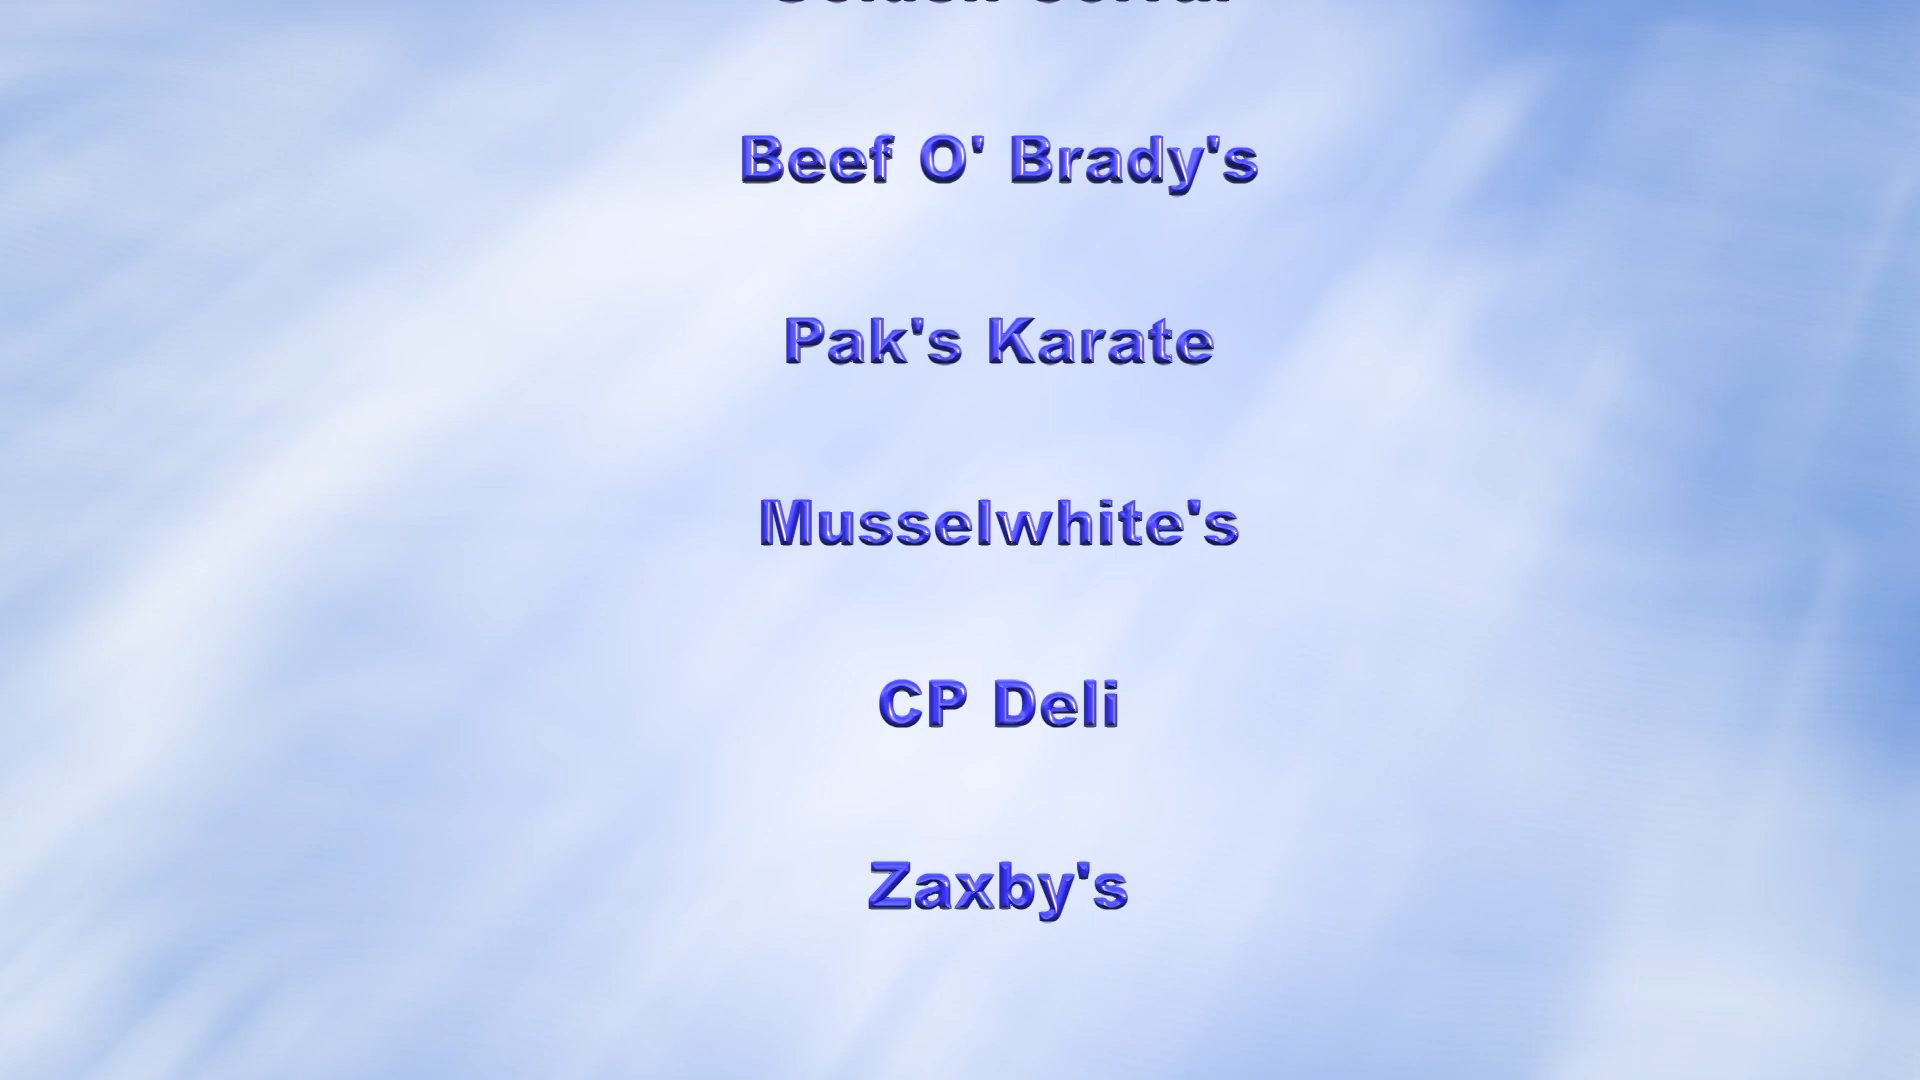 Beef O' Brady's
Pak's Karate
Musselwhite's
CP Deli
Zaxby's